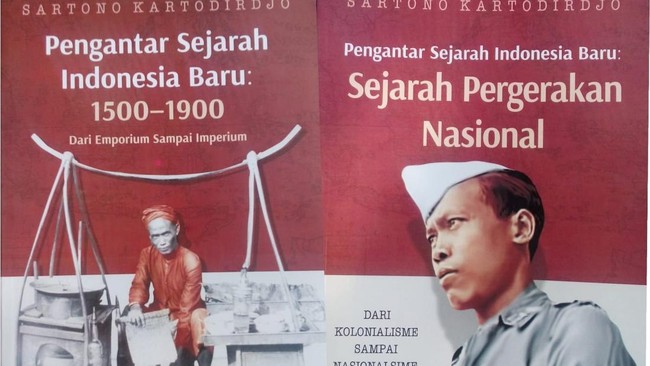 SARTONO KARTODIRDJO
Pengantar Sejarah
Indonesia Baru:
1500–1900
Dari Emporium Sampai Imperium
SARTONO KARTODIRDJO
Pengantar Sejarah Indonesia Baru:
Sejarah Pergerakan
Nasional
DARI
KOLONIALISME
SAMPAI
NASIONALSIME